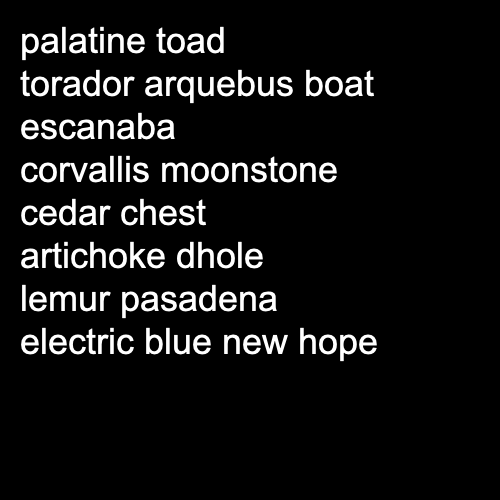 palatine toad
torador arquebus boat
escanaba
corvallis moonstone
cedar chest
artichoke dhole
lemur pasadena
electric blue new hope